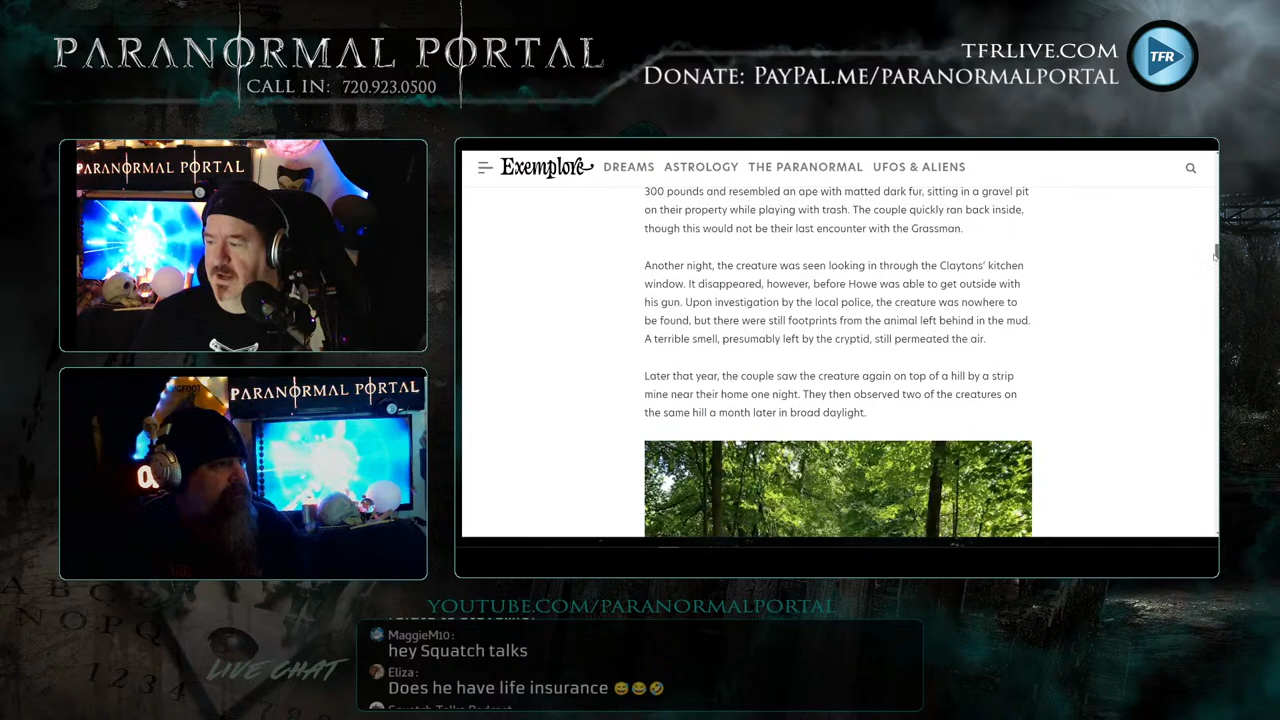 PARANORMAL PORTAL
CALL IN: 720.923.0500
TFRLIVE.COM
DONATE: PAYPAL.ME/PARANORMALPORTAL
TFR
PARANORMAL PORTAL
PARANORMAL PORTAL
Exemplore
DREAMS
ASTROLOGY
THE PARANORMAL
UFOS & ALIENS
300 pounds and resembled an ape with matted dark fur, sitting in a gravel pit
on their property while playing with trash. The couple quickly ran back inside,
though this would not be their last encounter with the Grassman.
Another night, the creature was seen looking in through the Claytons' kitchen
window. It disappeared, however, before Howe was able to get outside with
his gun. Upon investigation by the local police, the creature was nowhere to
be found, but there were still footprints from the animal left behind in the mud.
A terrible smell, presumably left by the cryptid, still permeated the air.
Later that year, the couple saw the creature again on top of a hill by a strip
mine near their home one night. They then observed two of the creatures on
the same hill a month later in broad daylight.
YOUTUBE.COM/PARANORMALPORTAL
LIVE CHAT
MaggieM10:
hey Squatch talks
Eliza:
Does he have life insurance 😅😂🤣
Squatch Talks Podcast